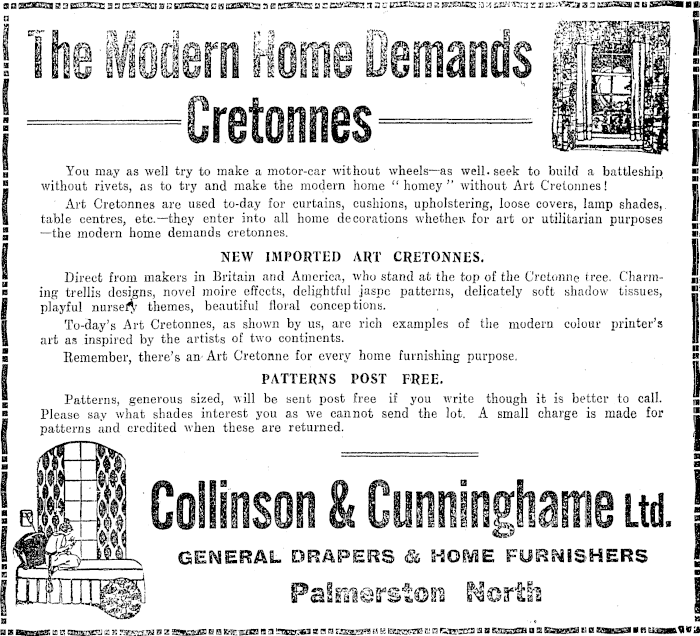 The Modern Home Demands
Cretonnes
You may as well try to make a motor-car without wheels—as well seek to build a battleship
without rivets, as to try and make the modern home "homey" without Art Cretonnes!
Art Cretonnes are used to-day for curtains, cushions, upholstering, loose covers, lamp shades,
table centres, etc.—they enter into all home decorations whether for art or utilitarian purposes
—the modern home demands cretonnes.
NEW IMPORTED ART CRETONNES.
Direct from makers in Britain and America, who stand at the top of the Cretonne tree. Charm-
ing trellis designs, novel moire effects, delightful jaspe patterns, delicately soft shadow tissues,
playful nursery themes, beautiful floral conceptions.
To-day's Art Cretonnes, as shown by us, are rich examples of the modern colour printer's
art as inspired by the artists of two continents.
Remember, there's an Art Cretonne for every home furnishing purpose.
PATTERNS POST FREE.
Patterns, generous sized, will be sent post free if you write though it is better to call.
Please say what shades interest you as we cannot send the lot. A small charge is made for
patterns and credited when these are returned.
Collinson & Cunninghame Ltd.
GENERAL DRAPERS & HOME FURNISHERS
Palmerston North